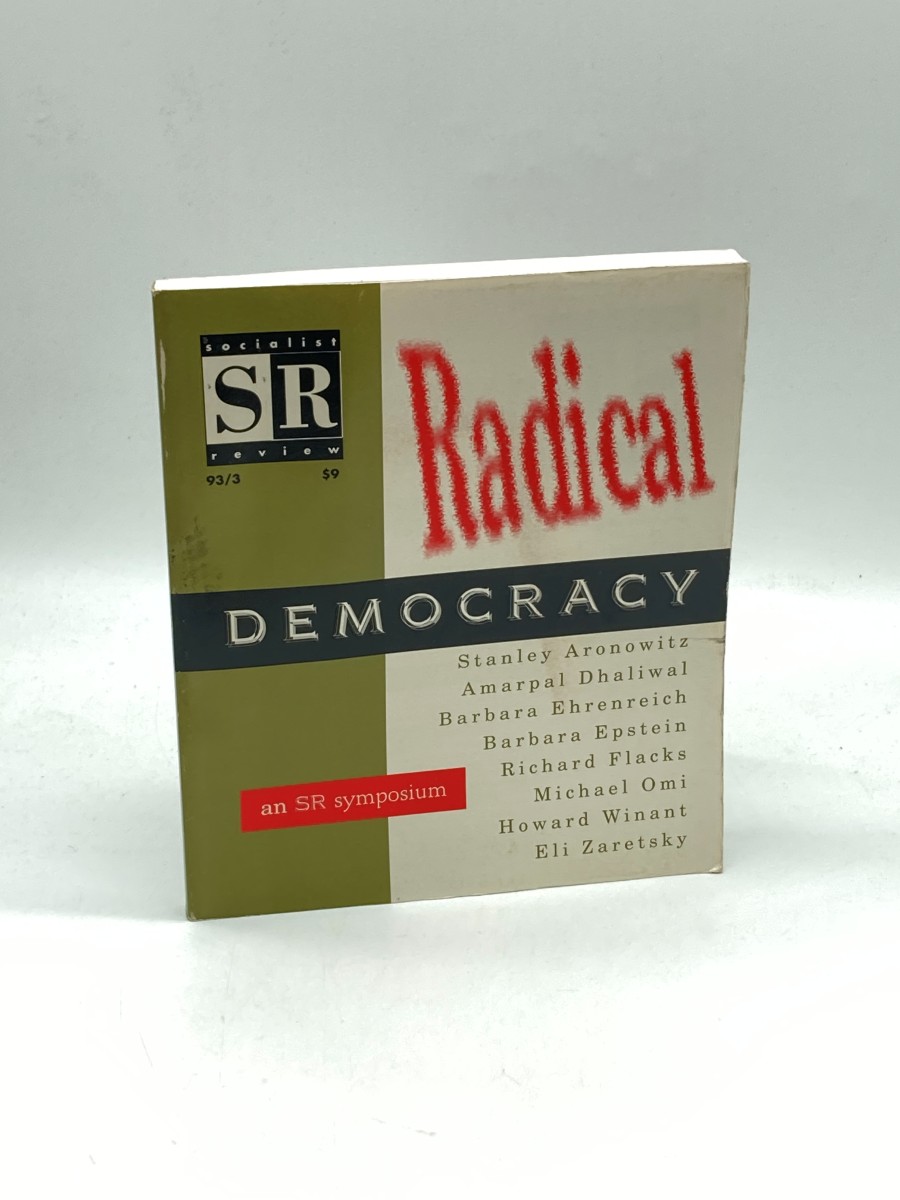 socialist
SR
review
93/3 $9
Radical
DEMOCRACY
Stanley Aronowitz
Amarpal Dhaliwal
Barbara Ehrenreich
Barbara Epstein
Richard Flacks
Michael Omi
Howard Winant
Eli Zaretsky
an SR symposium